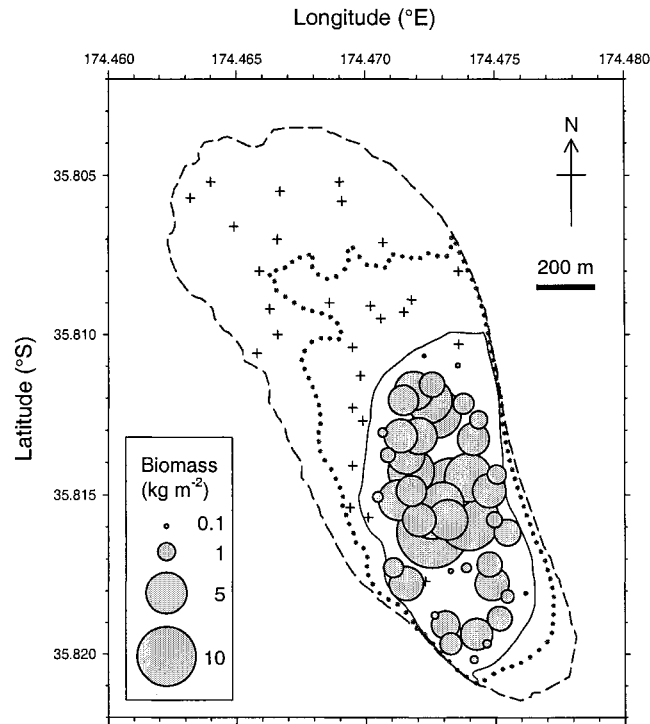 Longitude (°E)
174.460 174.465 174.470 174.475 174.480
N
35.805
200 m
35.810
Latitude (°S)
Biomass
(kg m-2)
0.1
35.815
1
5
10
35.820